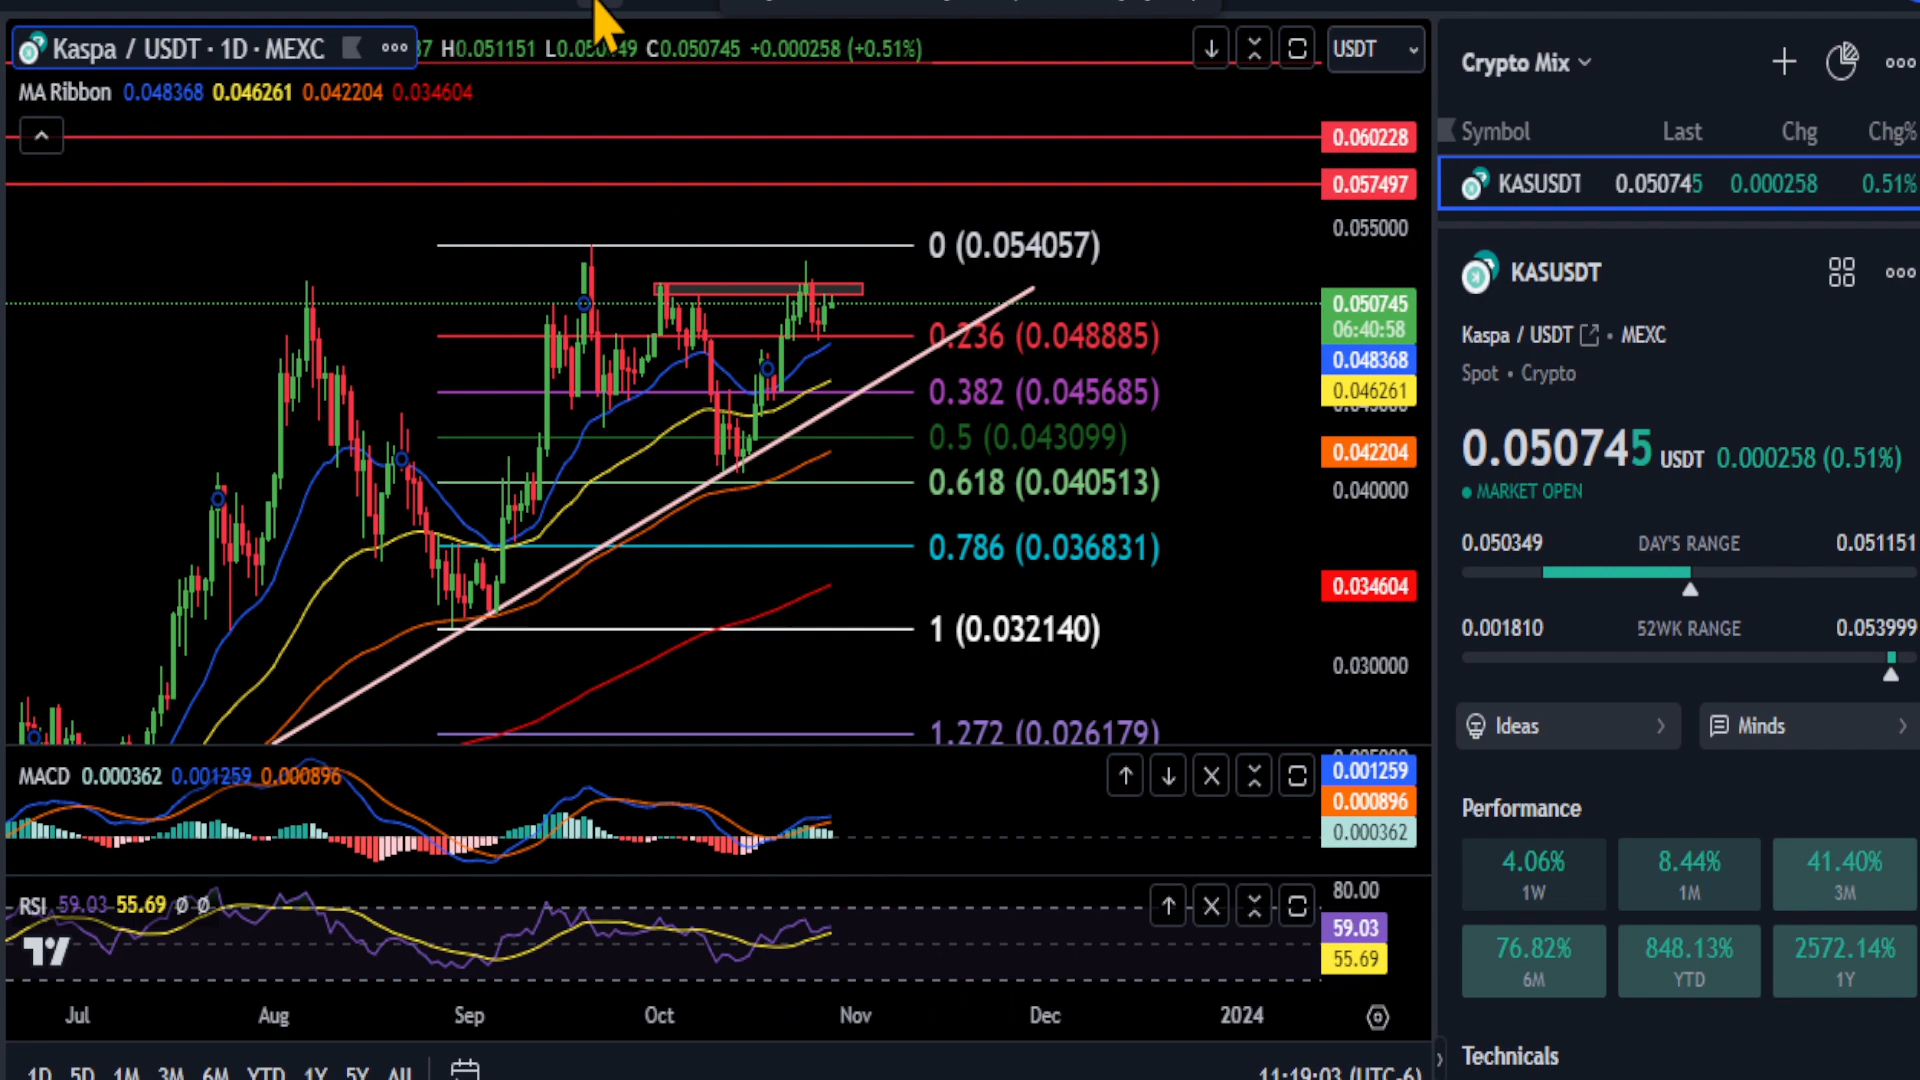 Kaspa / USDT · 1D · MEXC 37 H0.051151 L0.050349 C0.050745 +0.000258 (+0.51%)
USDT
MA Ribbon 0.048368 0.046261 0.042204 0.034604
0.060228
0.057497
0.055000
0 (0.054057)
0.050745
06:40:58
0.236 (0.048885)
0.048368
0.382 (0.045685)
0.046261
0.5 (0.043099)
0.042204
0.618 (0.040513)
0.040000
0.786 (0.036831)
0.034604
1 (0.032140)
0.030000
1.272 (0.026179)
MACD 0.000362 0.001259 0.000896
0.001259
0.000896
0.000362
RSI 59.03 55.69 Ø Ø
80.00
59.03
55.69
Jul Aug Sep Oct Nov Dec 2024
1D 5D 1M 3M 6M YTD 1Y 5Y All
11:19:03 (UTC-6)
Crypto Mix
Symbol Last Chg Chg%
KASUSDT 0.050745 0.000258 0.51%
KASUSDT
Kaspa / USDT • MEXC
Spot • Crypto
0.050745 USDT 0.000258 (0.51%)
MARKET OPEN
0.050349 DAY'S RANGE 0.051151
0.001810 52WK RANGE 0.053999
Ideas
Minds
Performance
4.06% 8.44% 41.40%
1W 1M 3M
76.82% 848.13% 2572.14%
6M YTD 1Y
Technicals